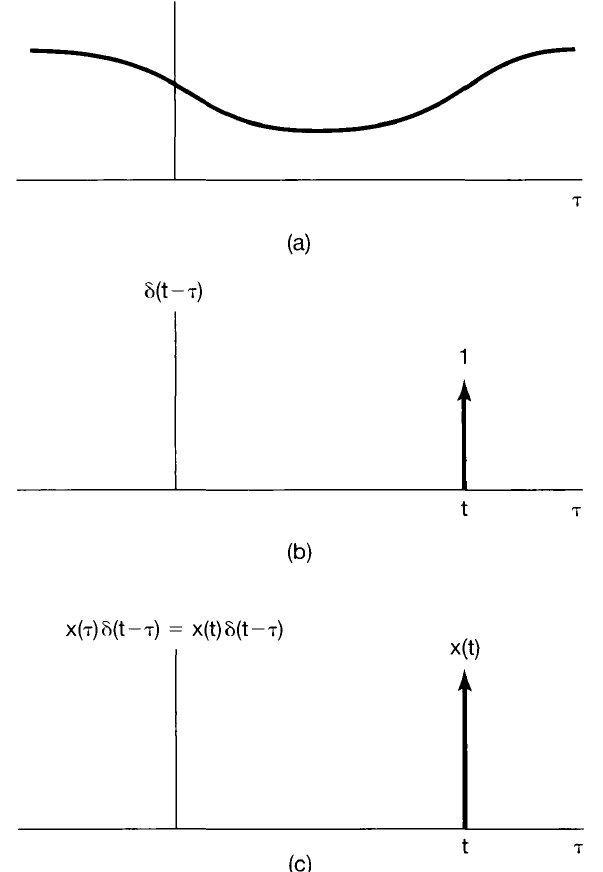 τ
(a)
δ(t−τ)
1
t
τ
(b)
x(τ)δ(t−τ) = x(t)δ(t−τ)
x(t)
t
τ
(c)